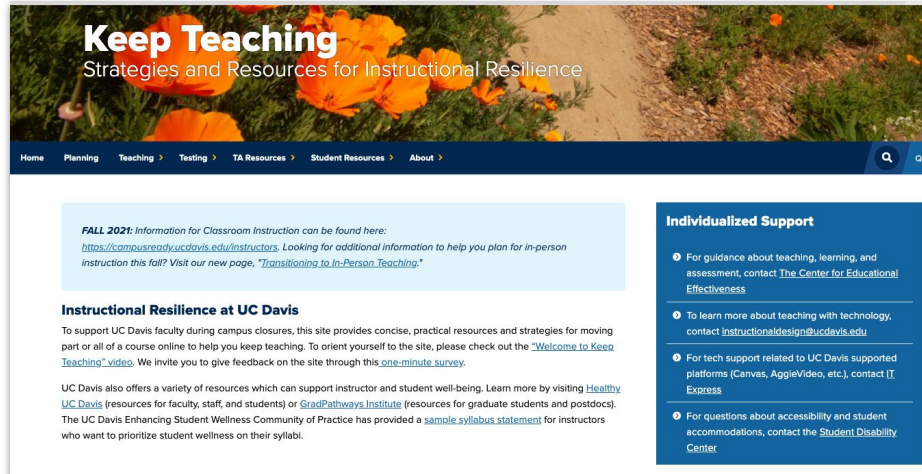 Keep Teaching
Strategies and Resources for Instructional Resilience
Home Planning Teaching > Testing > TA Resources > Student Resources > About >
FALL 2021: Information for Classroom Instruction can be found here:
https://campusready.ucdavis.edu/instructors. Looking for additional information to help you plan for in-person
instruction this fall? Visit our new page, "Transitioning to In-Person Teaching."
Instructional Resilience at UC Davis
To support UC Davis faculty during campus closures, this site provides concise, practical resources and strategies for moving
part or all of a course online to help you keep teaching. To orient yourself to the site, please check out the "Welcome to Keep
Teaching" video. We invite you to give feedback on the site through this one-minute survey.
UC Davis also offers a variety of resources which can support instructor and student well-being. Learn more by visiting Healthy
UC Davis (resources for faculty, staff, and students) or GradPathways Institute (resources for graduate students and postdocs).
The UC Davis Enhancing Student Wellness Community of Practice has provided a sample syllabus statement for instructors
who want to prioritize student wellness on their syllabi.
Individualized Support
For guidance about teaching, learning, and
assessment, contact The Center for Educational
Effectiveness
To learn more about teaching with technology,
contact instructionaldesign@ucdavis.edu
For tech support related to UC Davis supported
platforms (Canvas, AggieVideo, etc.), contact IT
Express
For questions about accessibility and student
accommodations, contact the Student Disability
Center